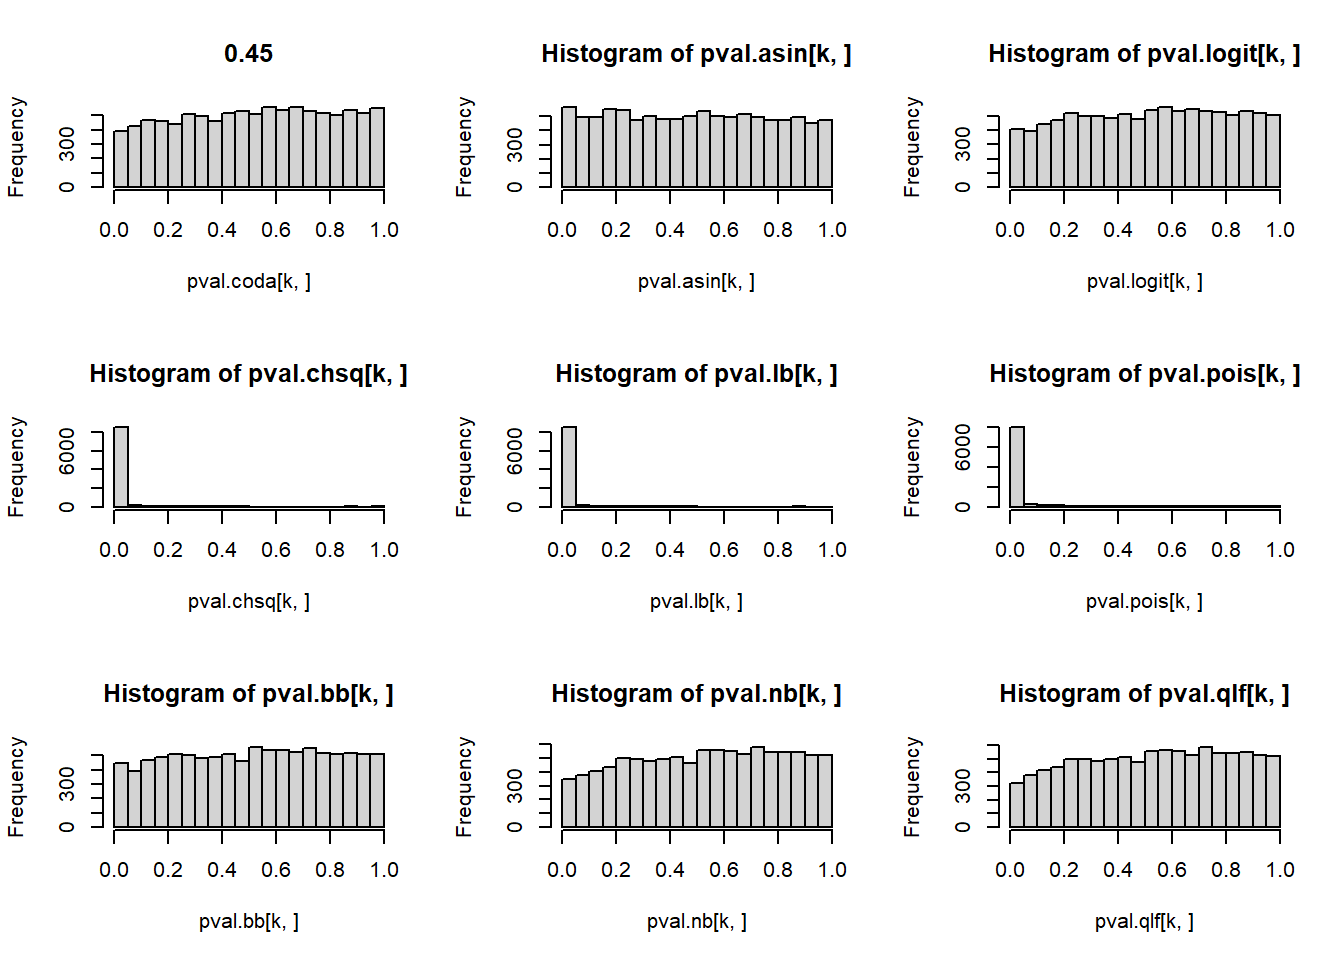 0.45
Frequency
300
0
0.0 0.2 0.4 0.6 0.8 1.0
pval.coda[k, ]
Histogram of pval.asin[k, ]
Frequency
300
0
0.0 0.2 0.4 0.6 0.8 1.0
pval.asin[k, ]
Histogram of pval.logit[k, ]
Frequency
300
0
0.0 0.2 0.4 0.6 0.8 1.0
pval.logit[k, ]
Histogram of pval.chsq[k, ]
Frequency
6000
0
0.0 0.2 0.4 0.6 0.8 1.0
pval.chsq[k, ]
Histogram of pval.lb[k, ]
Frequency
6000
0
0.0 0.2 0.4 0.6 0.8 1.0
pval.lb[k, ]
Histogram of pval.pois[k, ]
Frequency
6000
0
0.0 0.2 0.4 0.6 0.8 1.0
pval.pois[k, ]
Histogram of pval.bb[k, ]
Frequency
300
0
0.0 0.2 0.4 0.6 0.8 1.0
pval.bb[k, ]
Histogram of pval.nb[k, ]
Frequency
300
0
0.0 0.2 0.4 0.6 0.8 1.0
pval.nb[k, ]
Histogram of pval.qlf[k, ]
Frequency
300
0
0.0 0.2 0.4 0.6 0.8 1.0
pval.qlf[k, ]